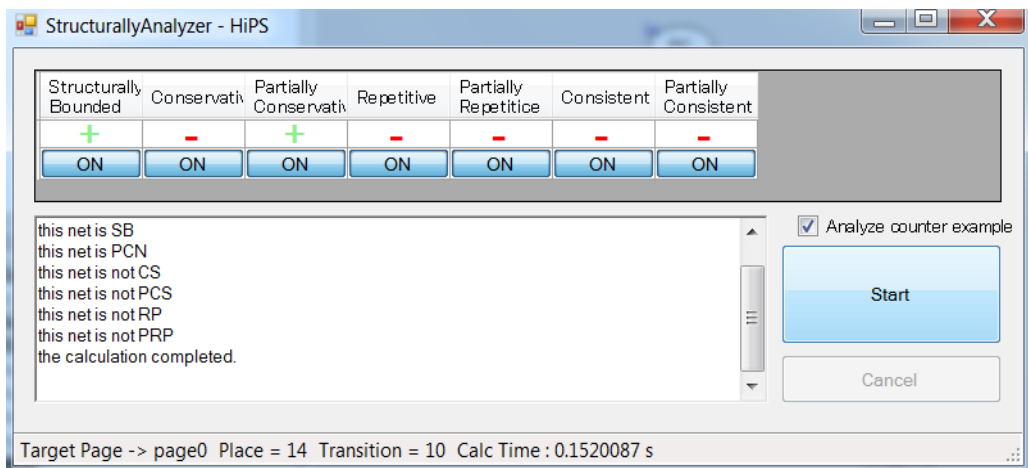 StructurallyAnalyzer - HiPS
Structurally Bounded Conservativ Partially Conservativ Repetitive Partially Repetitice Consistent Partially Consistent
+ - + - - - -
ON ON ON ON ON ON ON
this net is SB
this net is PCN
this net is not CS
this net is not PCS
this net is not RP
this net is not PRP
the calculation completed.
Analyze counter example
Start
Cancel
Target Page -> page0 Place = 14 Transition = 10 Calc Time : 0.1520087 s